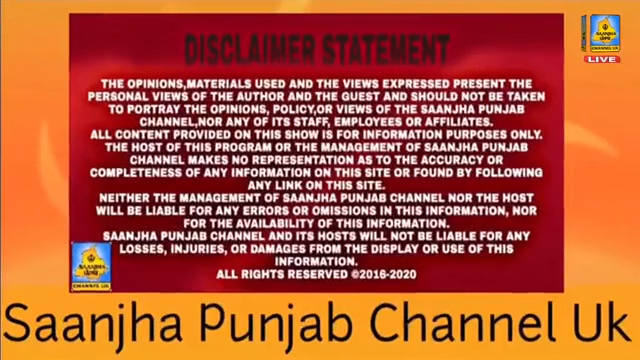 SAANJHA
ਪੰਜਾਬ
CHANNEL UK
LIVE
DISCLAIMER STATEMENT
THE OPINIONS,MATERIALS USED AND THE VIEWS EXPRESSED PRESENT THE
PERSONAL VIEWS OF THE AUTHOR AND THE GUEST AND SHOULD NOT BE TAKEN
TO PORTRAY THE OPINIONS, POLICY,OR VIEWS OF THE SAANJHA PUNJAB
CHANNEL,NOR ANY OF ITS STAFF, EMPLOYEES OR AFFILIATES.
ALL CONTENT PROVIDED ON THIS SHOW IS FOR INFORMATION PURPOSES ONLY.
THE HOST OF THIS PROGRAM OR THE MANAGEMENT OF SAANJHA PUNJAB
CHANNEL MAKES NO REPRESENTATION AS TO THE ACCURACY OR
COMPLETENESS OF ANY INFORMATION ON THIS SITE OR FOUND BY FOLLOWING
ANY LINK ON THIS SITE.
NEITHER THE MANAGEMENT OF SAANJHA PUNJAB CHANNEL NOR THE HOST
WILL BE LIABLE FOR ANY ERRORS OR OMISSIONS IN THIS INFORMATION, NOR
FOR THE AVAILABILITY OF THIS INFORMATION.
SAANJHA PUNJAB CHANNEL AND ITS HOSTS WILL NOT BE LIABLE FOR ANY
LOSSES, INJURIES, OR DAMAGES FROM THE DISPLAY OR USE OF THIS
INFORMATION.
ALL RIGHTS RESERVED ©2016-2020
SAANJHA
ਪੰਜਾਬ
CHANNEL UK
Saanjha Punjab Channel Uk